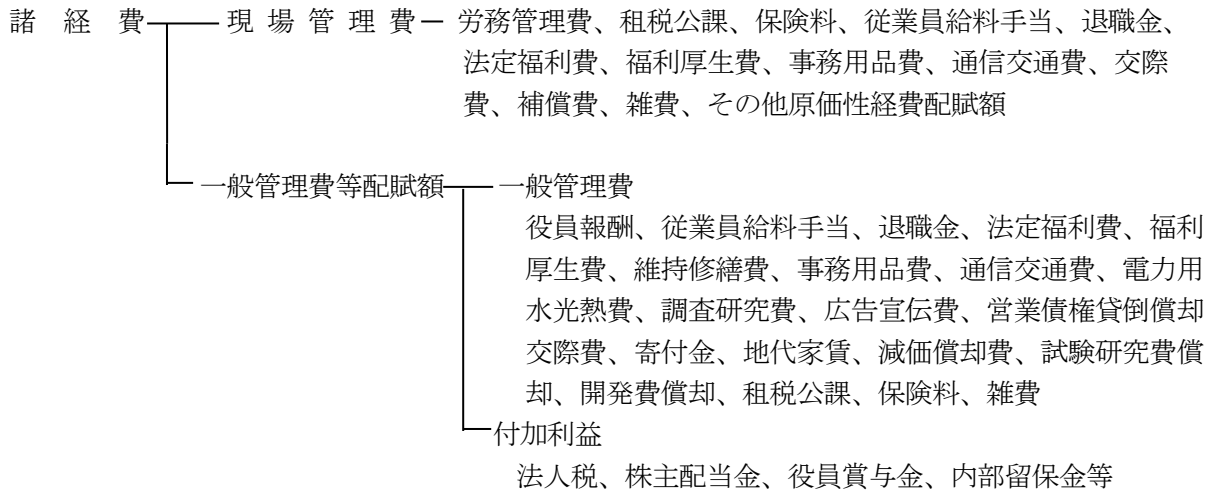 諸経費 現場管理費 労務管理費、租税公課、保険料、従業員給料手当、退職金、
法定福利費、福利厚生費、事務用品費、通信交通費、交際
費、補償費、雑費、その他原価性経費配賦額
一般管理費等配賦額 一般管理費
役員報酬、従業員給料手当、退職金、法定福利費、福利
厚生費、維持修繕費、事務用品費、通信交通費、電力用
水光熱費、調査研究費、広告宣伝費、営業債権貸倒償却
交際費、寄付金、地代家賃、減価償却費、試験研究費償
却、開発費償却、租税公課、保険料、雑費
付加利益
法人税、株主配当金、役員賞与金、内部留保金等